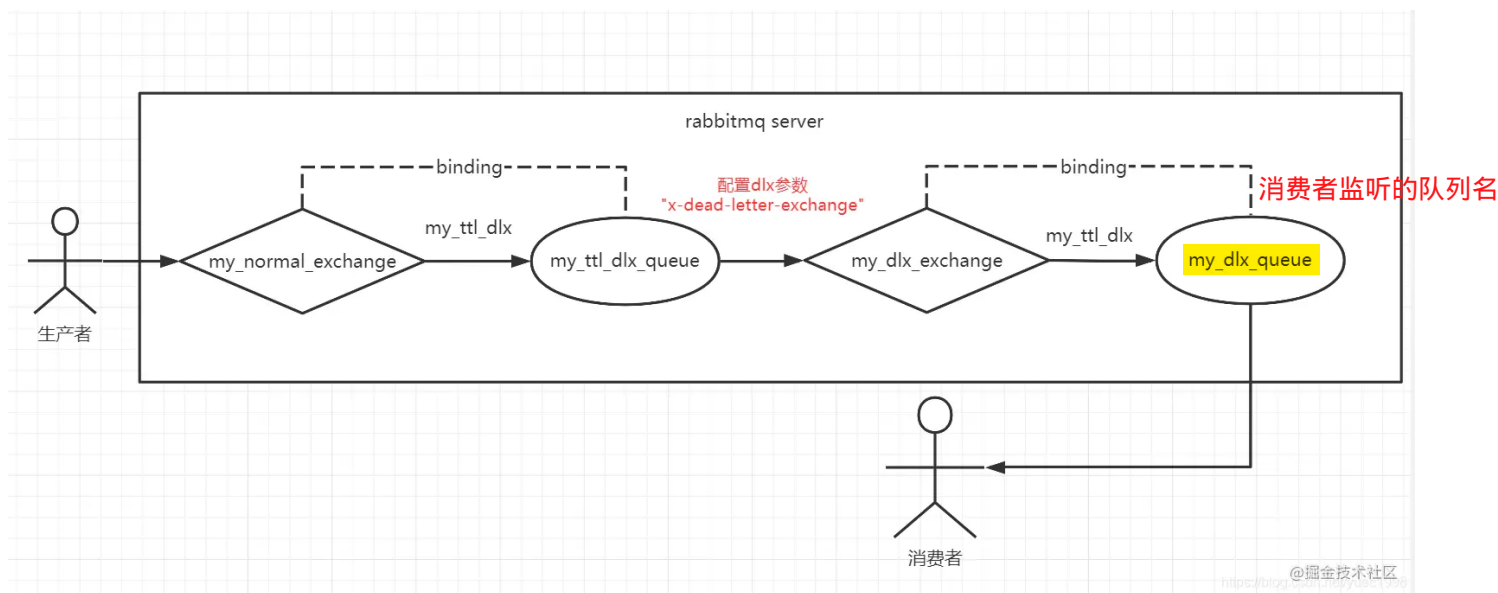 rabbitmq server
binding
binding
配置dlx参数
"x-dead-letter-exchange"
消费者监听的队列名
my_ttl_dlx
my_ttl_dlx
my_normal_exchange
my_ttl_dlx_queue
my_dlx_exchange
my_dlx_queue
生产者
消费者
@掘金技术社区